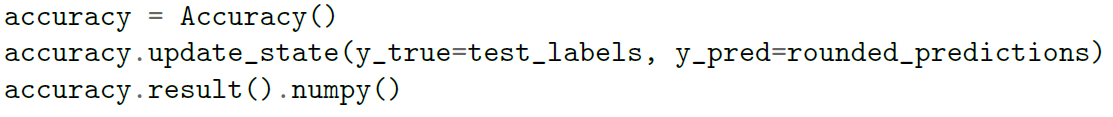 accuracy = Accuracy()
accuracy.update_state(y_true=test_labels, y_pred=rounded_predictions)
accuracy.result().numpy()